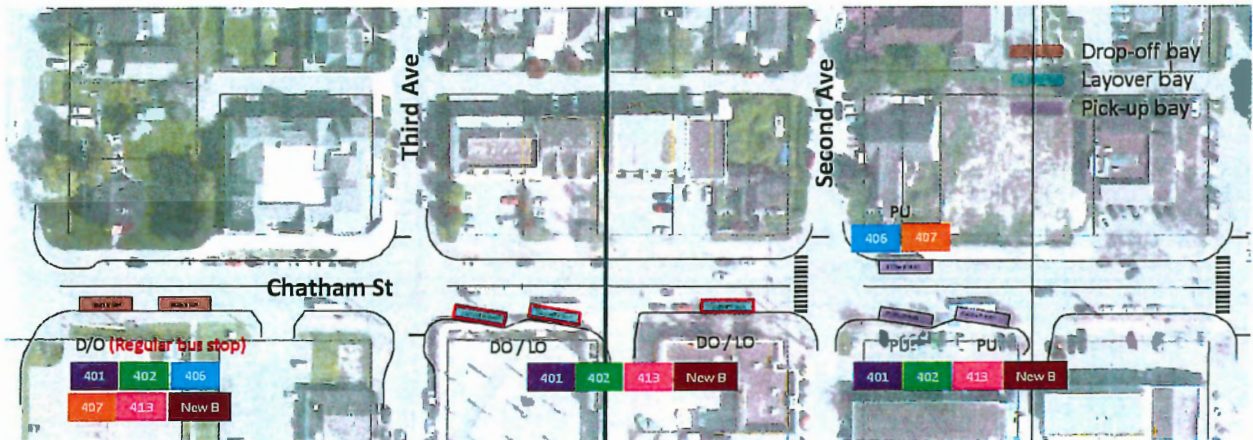 Third Ave
Second Ave
Drop-off bay
Layover bay
Pick-up bay
PU
406 407
Chatham St
D/O (Regular bus stop)
401 402 406
407 413 New B
DO / LO
DO / LO
401 402 413 New B
PU PU
401 402 413 New B